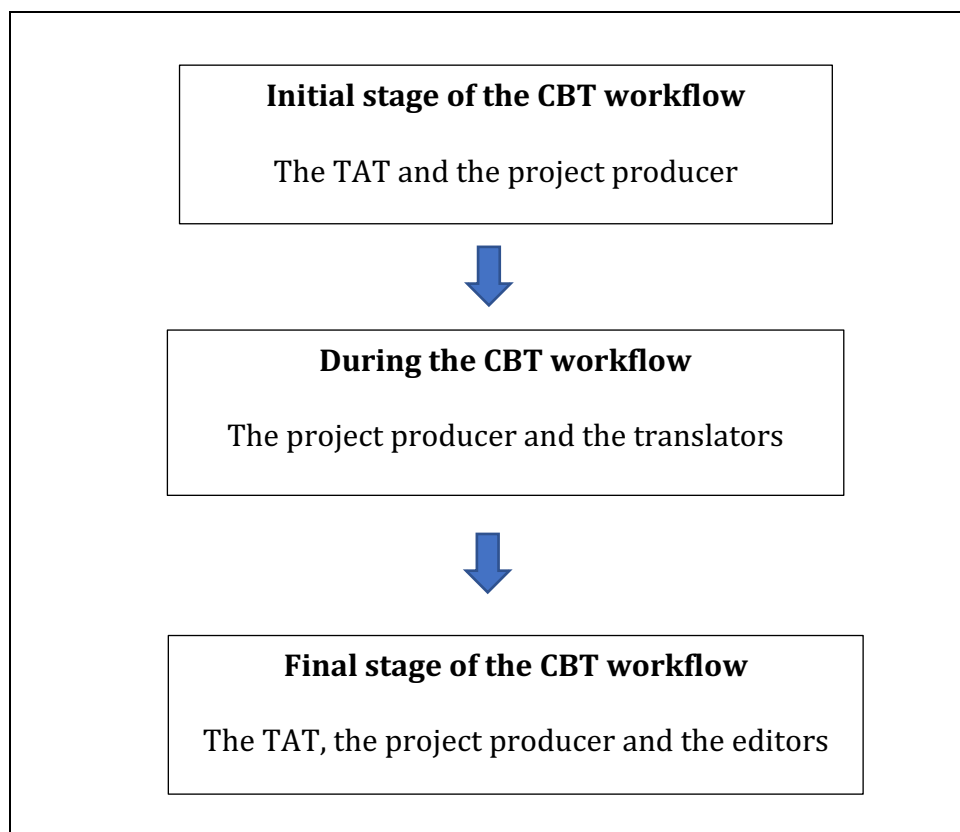 Initial stage of the CBT workflow
The TAT and the project producer
During the CBT workflow
The project producer and the translators
Final stage of the CBT workflow
The TAT, the project producer and the editors